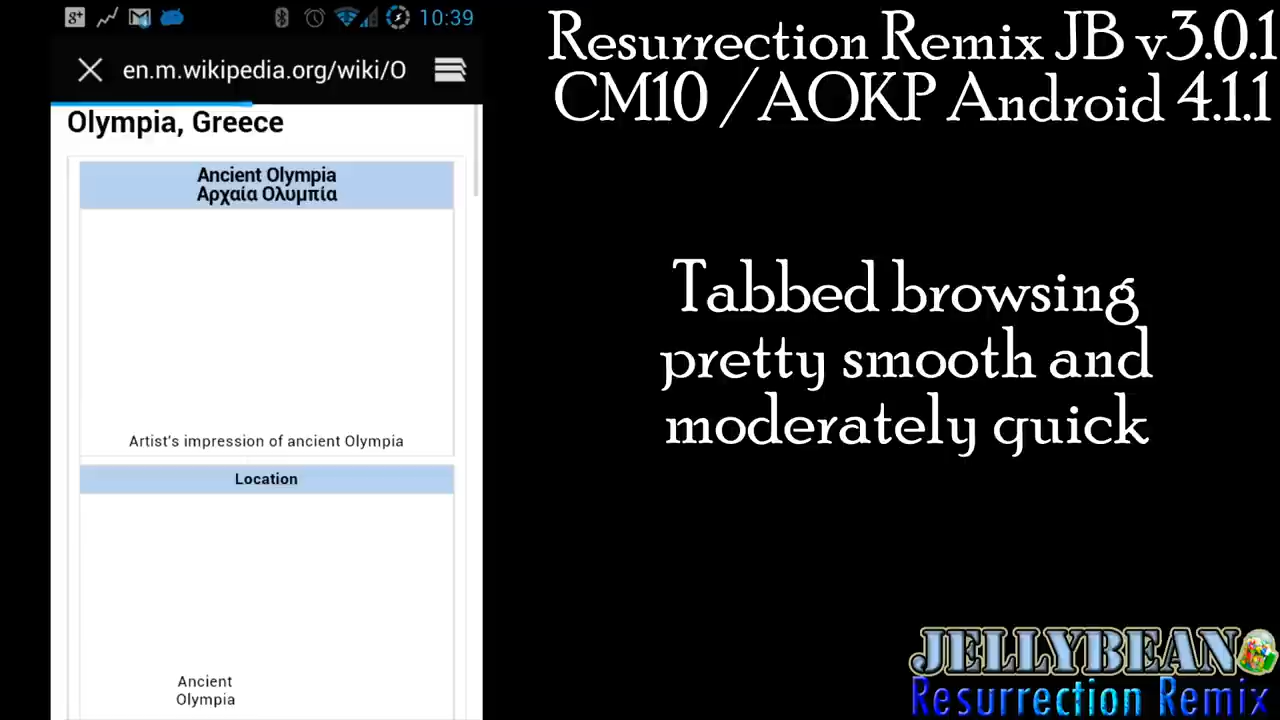 10:39
en.m.wikipedia.org/wiki/O
Olympia, Greece
Ancient Olympia
Αρχαία Ολυμπία
Artist's impression of ancient Olympia
Location
Ancient
Olympia
Resurrection Remix JB v3.0.1
CM10 /AOKP Android 4.1.1
Tabbed browsing
pretty smooth and
moderately quick
JELLYBEAN
Resurrection Remix